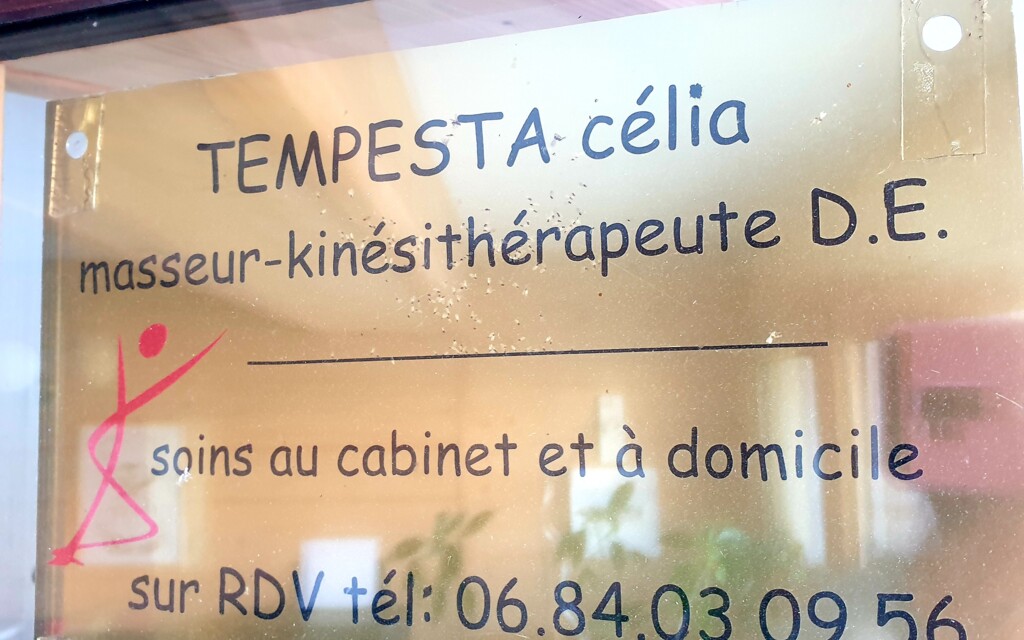 TEMPESTA célia
masseur-kinésithérapeute D.E.
soins au cabinet et à domicile
sur RDV tél: 06.84.03.09.56